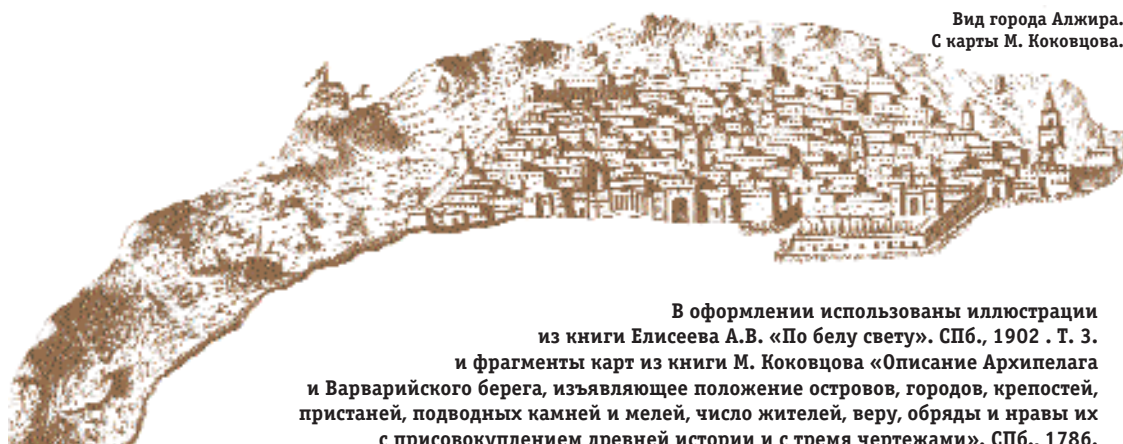 Вид города Алжира.
С карты М. Коковцова.
В оформлении использованы иллюстрации
из книги Елисеева А.В. «По белу свету». СПб., 1902 . Т. 3.
и фрагменты карт из книги М. Коковцова «Описание Архипелага
и Варварийского берега, изъявляющее положение островов, городов, крепостей,
пристаней, подводных камней и мелей, число жителей, веру, обряды и нравы их
с присовокуплением древней истории и с тремя чертежами». СПб., 1786.